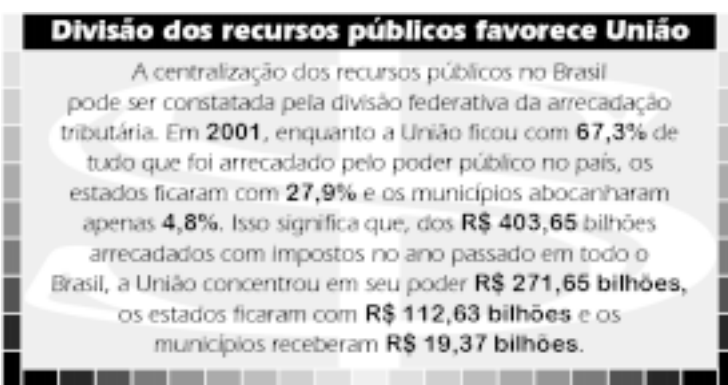 Divisão dos recursos públicos favorece União
A centralização dos recursos públicos no Brasil
pode ser constatada pela divisão federativa da arrecadação
tributária. Em 2001, enquanto a União ficou com 67,3% de
tudo que foi arrecadado pelo poder público no país, os
estados ficaram com 27,9% e os municípios abocanharam
apenas 4,8%. Isso significa que, dos R$ 403,65 bilhões
arrecadados com impostos no ano passado em todo o
Brasil, a União concentrou em seu poder R$ 271,65 bilhões,
os estados ficaram com R$ 112,63 bilhões e os
municípios receberam R$ 19,37 bilhões.